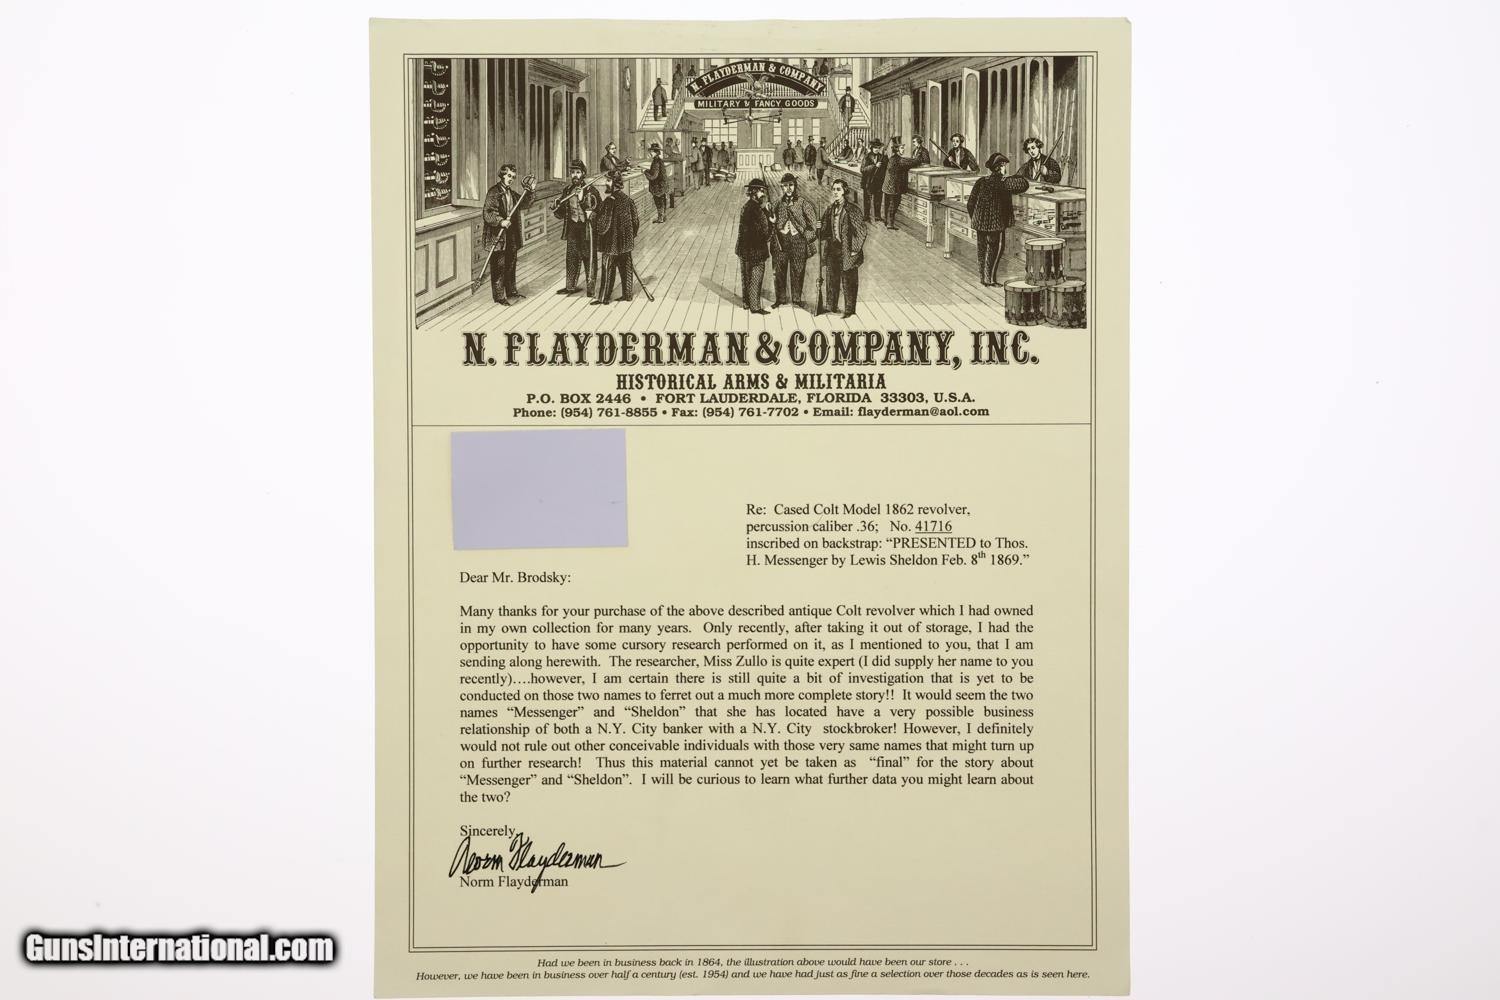 N. FLAYDERMAN & COMPANY
MILITARY & FANCY GOODS
N. FLAYDERMAN & COMPANY, INC.
HISTORICAL ARMS & MILITARIA
P.O. BOX 2446 • FORT LAUDERDALE, FLORIDA 33303, U.S.A.
Phone: (954) 761-8855 • Fax: (954) 761-7702 • Email: flayderman@aol.com
Re: Cased Colt Model 1862 revolver,
percussion caliber .36; No. 41716
inscribed on backstrap: “PRESENTED to Thos.
H. Messenger by Lewis Sheldon Feb. 8th 1869.”
Dear Mr. Brodsky:
Many thanks for your purchase of the above described antique Colt revolver which I had owned
in my own collection for many years. Only recently, after taking it out of storage, I had the
opportunity to have some cursory research performed on it, as I mentioned to you, that I am
sending along herewith. The researcher, Miss Zullo is quite expert (I did supply her name to you
recently)….however, I am certain there is still quite a bit of investigation that is yet to be
conducted on those two names to ferret out a much more complete story!! It would seem the two
names “Messenger” and “Sheldon” that she has located have a very possible business
relationship of both a N.Y. City banker with a N.Y. City stockbroker! However, I definitely
would not rule out other conceivable individuals with those very same names that might turn up
on further research! Thus this material cannot yet be taken as “final” for the story about
“Messenger” and “Sheldon”. I will be curious to learn what further data you might learn about
the two?
Sincerely,
Norm Flayderman
Norm Flayderman
Had we been in business back in 1864, the illustration above would have been our store . . .
However, we have been in business over half a century (est. 1954) and we have had just as fine a selection over those decades as is seen here.
GunsInternational.com